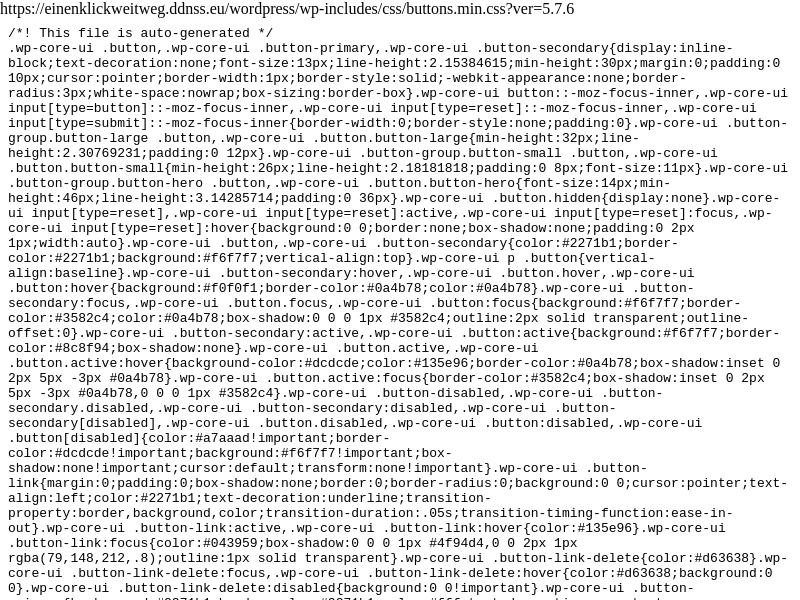 https://einenklickweitweg.ddnss.eu/wordpress/wp-includes/css/buttons.min.css?ver=5.7.6
/*! This file is auto-generated */
.wp-core-ui .button,.wp-core-ui .button-primary,.wp-core-ui .button-secondary{display:inline-
block;text-decoration:none;font-size:13px;line-height:2.15384615;min-height:30px;margin:0;padding:0
10px;cursor:pointer;border-width:1px;border-style:solid;-webkit-appearance:none;border-
radius:3px;white-space:nowrap;box-sizing:border-box}.wp-core-ui button::-moz-focus-inner,.wp-core-ui
input[type=button]::-moz-focus-inner,.wp-core-ui input[type=reset]::-moz-focus-inner,.wp-core-ui
input[type=submit]::-moz-focus-inner{border-width:0;border-style:none;padding:0}.wp-core-ui .button-
group.button-large .button,.wp-core-ui .button.button-large{min-height:32px;line-
height:2.30769231;padding:0 12px}.wp-core-ui .button-group.button-small .button,.wp-core-ui
.button.button-small{min-height:26px;line-height:2.18181818;padding:0 8px;font-size:11px}.wp-core-ui
.button-group.button-hero .button,.wp-core-ui .button.button-hero{font-size:14px;min-
height:46px;line-height:3.14285714;padding:0 36px}.wp-core-ui .button.hidden{display:none}.wp-core-
ui input[type=reset],.wp-core-ui input[type=reset]:active,.wp-core-ui input[type=reset]:focus,.wp-
core-ui input[type=reset]:hover{background:0 0;border:none;box-shadow:none;padding:0 2px
1px;width:auto}.wp-core-ui .button,.wp-core-ui .button-secondary{color:#2271b1;border-
color:#2271b1;background:#f6f7f7;vertical-align:top}.wp-core-ui p .button{vertical-
align:baseline}.wp-core-ui .button-secondary:hover,.wp-core-ui .button.hover,.wp-core-ui
.button:hover{background:#f0f0f1;border-color:#0a4b78;color:#0a4b78}.wp-core-ui .button-
secondary:focus,.wp-core-ui .button.focus,.wp-core-ui .button:focus{background:#f6f7f7;border-
color:#3582c4;color:#0a4b78;box-shadow:0 0 0 1px #3582c4;outline:2px solid transparent;outline-
offset:0}.wp-core-ui .button-secondary:active,.wp-core-ui .button:active{background:#f6f7f7;border-
color:#8c8f94;box-shadow:none}.wp-core-ui .button.active,.wp-core-ui
.button.active:hover{background-color:#dcdcde;color:#135e96;border-color:#0a4b78;box-shadow:inset 0
2px 5px -3px #0a4b78}.wp-core-ui .button.active:focus{border-color:#3582c4;box-shadow:inset 0 2px
5px -3px #0a4b78,0 0 0 1px #3582c4}.wp-core-ui .button-disabled,.wp-core-ui .button-
secondary.disabled,.wp-core-ui .button-secondary:disabled,.wp-core-ui .button-
secondary[disabled],.wp-core-ui .button.disabled,.wp-core-ui .button:disabled,.wp-core-ui
.button[disabled]{color:#a7aaad!important;border-
color:#dcdcde!important;background:#f6f7f7!important;box-
shadow:none!important;cursor:default;transform:none!important}.wp-core-ui .button-
link{margin:0;padding:0;box-shadow:none;border:0;border-radius:0;background:0 0;cursor:pointer;text-
align:left;color:#2271b1;text-decoration:underline;transition-
property:border,background,color;transition-duration:.05s;transition-timing-function:ease-in-
out}.wp-core-ui .button-link:active,.wp-core-ui .button-link:hover{color:#135e96}.wp-core-ui
.button-link:focus{color:#043959;box-shadow:0 0 0 1px #4f94d4,0 0 2px 1px
rgba(79,148,212,.8);outline:1px solid transparent}.wp-core-ui .button-link-delete{color:#d63638}.wp-
core-ui .button-link-delete:focus,.wp-core-ui .button-link-delete:hover{color:#d63638;background:0
0}.wp-core-ui .button-link-delete:disabled{background:0 0!important}.wp-core-ui .button-